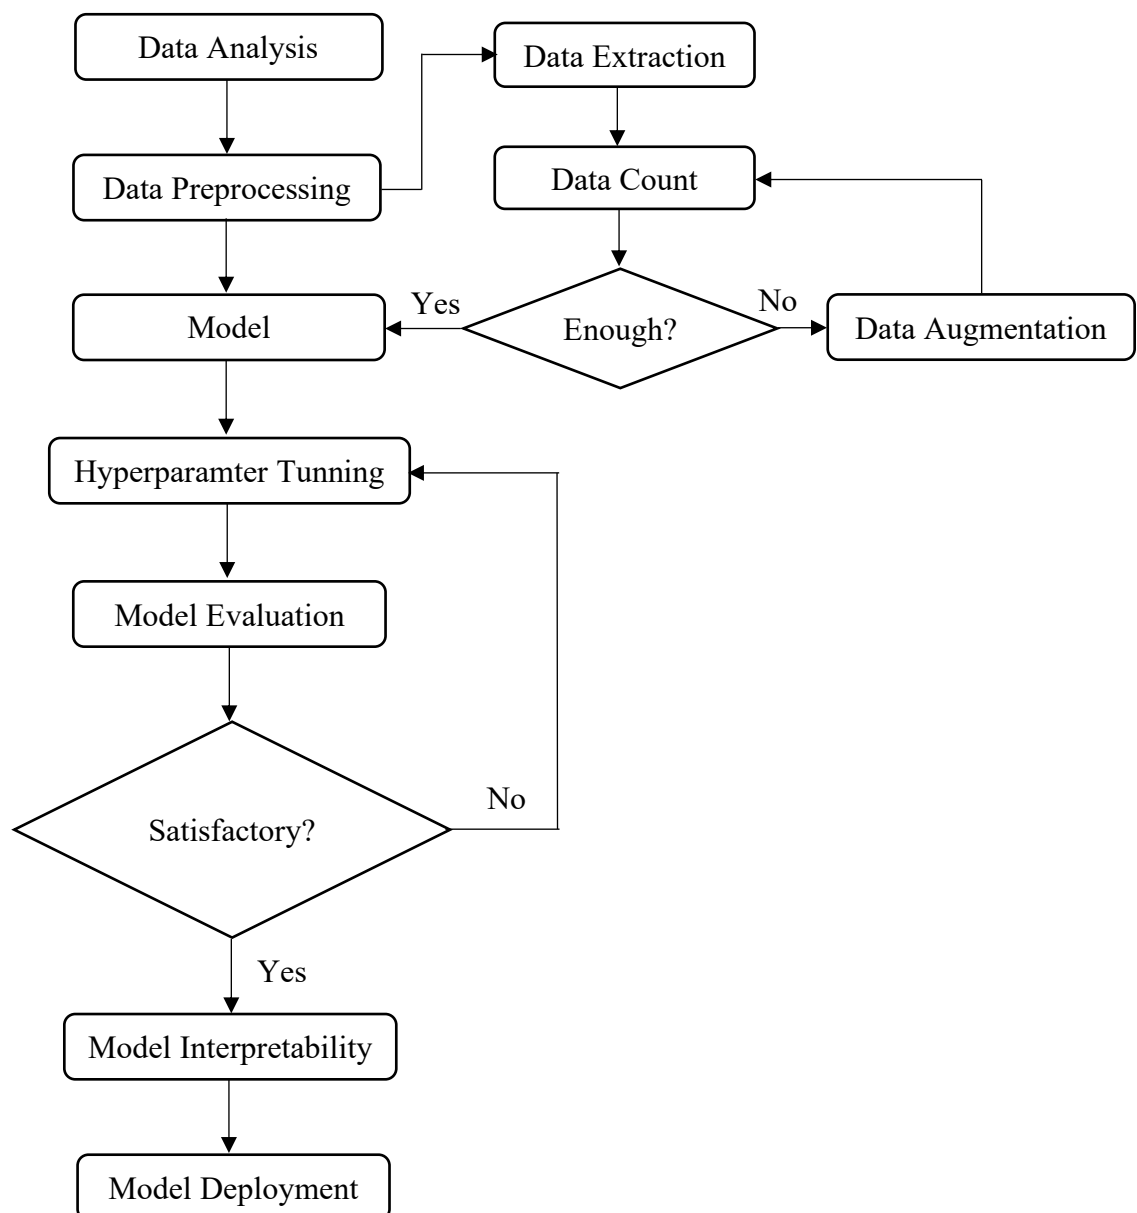 Data Analysis
Data Extraction
Data Preprocessing
Data Count
Model
Yes
Enough?
No
Data Augmentation
Hyperparamter Tunning
Model Evaluation
Satisfactory?
No
Yes
Model Interpretability
Model Deployment